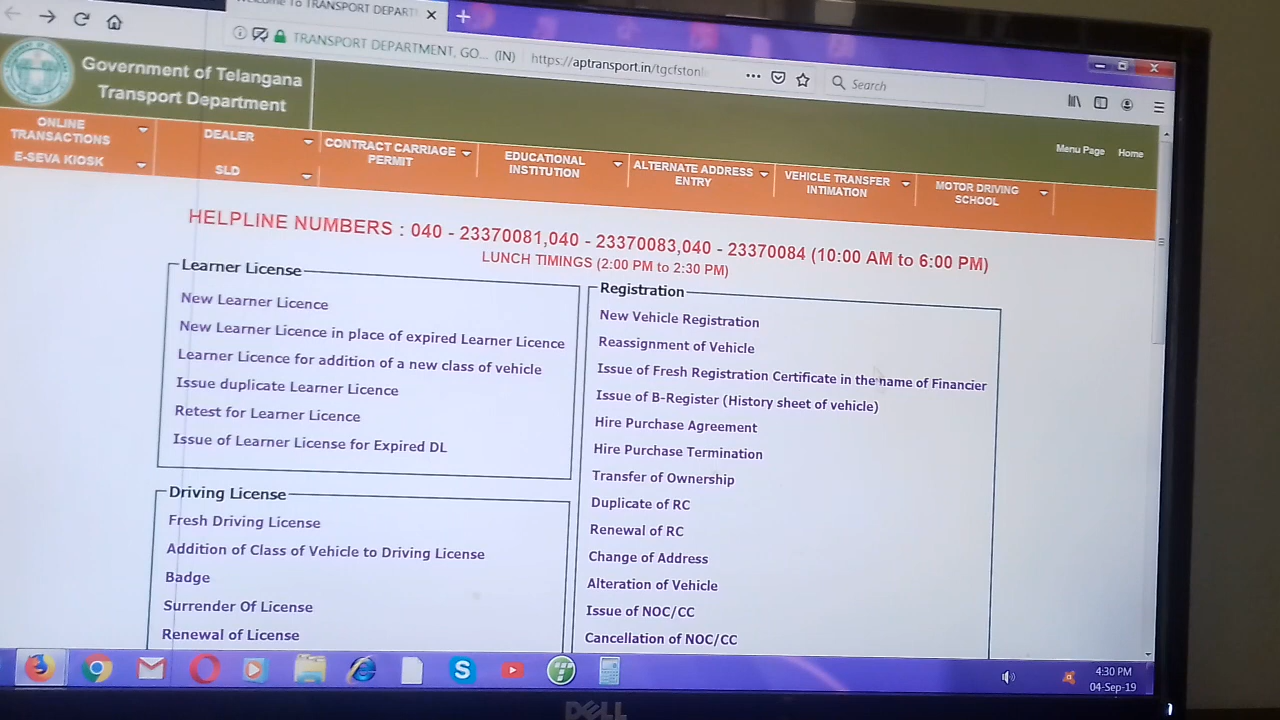 Welcome To TRANSPORT DEPART
TRANSPORT DEPARTMENT, GO... (IN)
https://aptransport.in/tgcfstonl
Search
Government of Telangana
Transport Department
Menu Page Home
ONLINE
TRANSACTIONS
DEALER
CONTRACT CARRIAGE
PERMIT
EDUCATIONAL
INSTITUTION
ALTERNATE ADDRESS
ENTRY
VEHICLE TRANSFER
INTIMATION
MOTOR DRIVING
SCHOOL
E-SEVA KIOSK
SLD
HELPLINE NUMBERS : 040 - 23370081,040 - 23370083,040 - 23370084 (10:00 AM to 6:00 PM)
LUNCH TIMINGS (2:00 PM to 2:30 PM)
Learner License
New Learner Licence
New Learner Licence in place of expired Learner Licence
Learner Licence for addition of a new class of vehicle
Issue duplicate Learner Licence
Retest for Learner Licence
Issue of Learner License for Expired DL
Driving License
Fresh Driving License
Addition of Class of Vehicle to Driving License
Badge
Surrender Of License
Renewal of License
Registration
New Vehicle Registration
Reassignment of Vehicle
Issue of Fresh Registration Certificate in the name of Financier
Issue of B-Register (History sheet of vehicle)
Hire Purchase Agreement
Hire Purchase Termination
Transfer of Ownership
Duplicate of RC
Renewal of RC
Change of Address
Alteration of Vehicle
Issue of NOC/CC
Cancellation of NOC/CC
4:30 PM
04-Sep-19
DELL